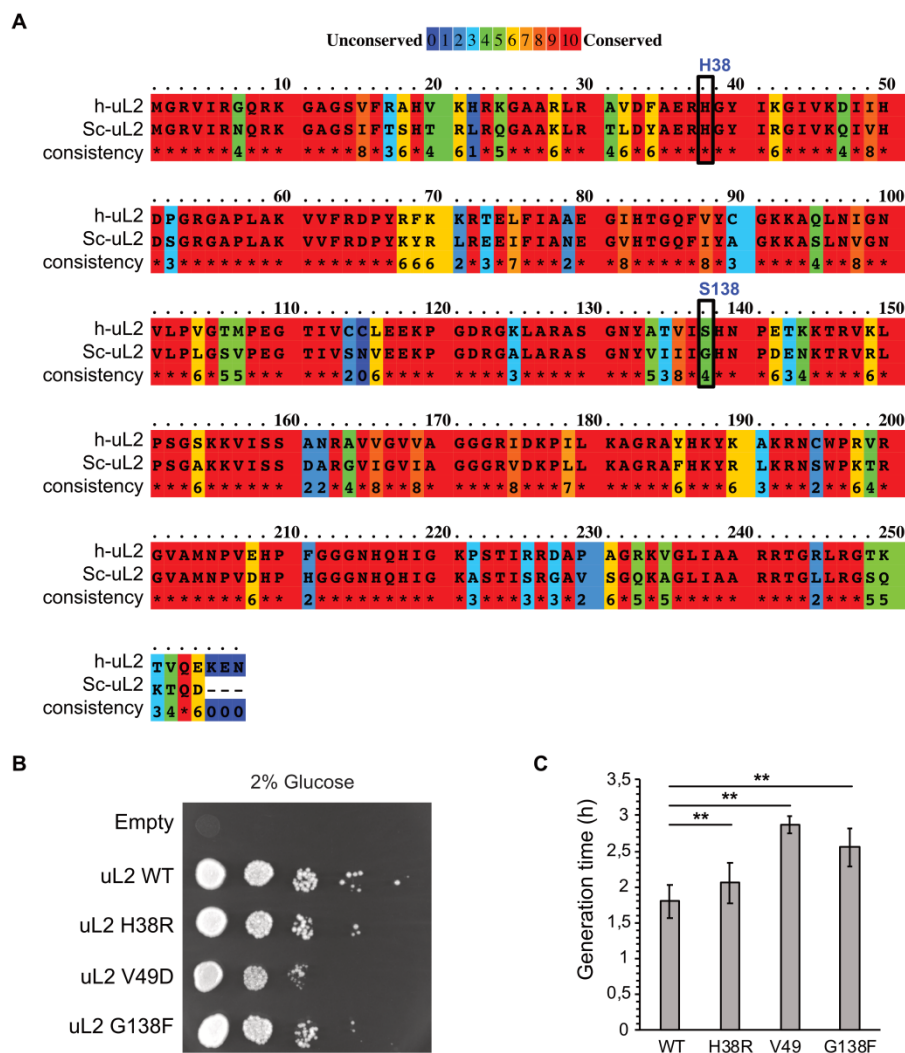 A
Unconserved 0 1 2 3 4 5 6 7 8 9 10 Conserved
H38
. . . . . . . . . 10 . . . . . . . . . 20 . . . . . . . . . 30 . . . . . . . . . 40 . . . . . . . . . 50
h-uL2 MGRVIRGQRK GAGSVFRAHV KHRKGAARLR AVDFAERHGY IKGIVKDIIH
Sc-uL2 MGRVIRNQRK GAGSIFTSHT RLRQGAAKLR TLDYAERHGY IRGIVKQIVH
consistency ******4*** ****8*36*4 61*5***6** 46*6****** *6****4*8*
. . . . . . . . . 60 . . . . . . . . . 70 . . . . . . . . . 80 . . . . . . . . . 90 . . . . . . . . . 100
h-uL2 DPGRGAPLAK VVFRDPYRFK KRTELFIAAE GIHTGQFVYC GKKAQLNIGN
Sc-uL2 DSGRGAPLAK VVFRDPYKYR LREEIFIANE GVHTGQFIYA GKKASLNVGN
consistency *3******** *******666 2*3*7***2* *8*****8*3 ****4**8**
S138
. . . . . . . . . 110 . . . . . . . . . 120 . . . . . . . . . 130 . . . . . . . . . 140 . . . . . . . . . 150
h-uL2 VLPVGTMPEG TIVCCLEEKP GDRGKLARAS GNYATVISHN PETKKTRVKL
Sc-uL2 VLPLGSVPEG TIVSNVEEKP GDRGALARAS GNYVIIIGHN PDENKTRVRL
consistency ***6*55*** ***206**** ****3***** ***538*4** *634****6*
. . . . . . . . . 160 . . . . . . . . . 170 . . . . . . . . . 180 . . . . . . . . . 190 . . . . . . . . . 200
h-uL2 PSGSKKVISS ANRAVVGVVA GGGRIDKPIL KAGRAYHKYK AKRNCWPRVR
Sc-uL2 PSGAKKVISS DARGVIGVIA GGGRVDKPLL KAGRAFHKYR LKRNSWPKTR
consistency ***6****** 22*4*8**8* ****8***7* *****6***6 3***2**64*
. . . . . . . . . 210 . . . . . . . . . 220 . . . . . . . . . 230 . . . . . . . . . 240 . . . . . . . . . 250
h-uL2 GVAMNPVEHP FGGGNHQHIG KPSTIRRDAP AGRKVGLIAA RRTGRLRGTK
Sc-uL2 GVAMNPVDHP HGGGNHQHIG KASTISRGAV SGQKAGLIAA RRTGLLRGSQ
consistency *******6** 2********* *3***3*3*2 6*5*5***** ****2***55
. . . . . . .
h-uL2 TVQEKEN
Sc-uL2 KTQD---
consistency 34*6000
B
2% Glucose
Empty
uL2 WT
uL2 H38R
uL2 V49D
uL2 G138F
C
Generation time (h)
3,5
3
2,5
2
1,5
1
0,5
0
**
**
**
WT H38R V49 G138F